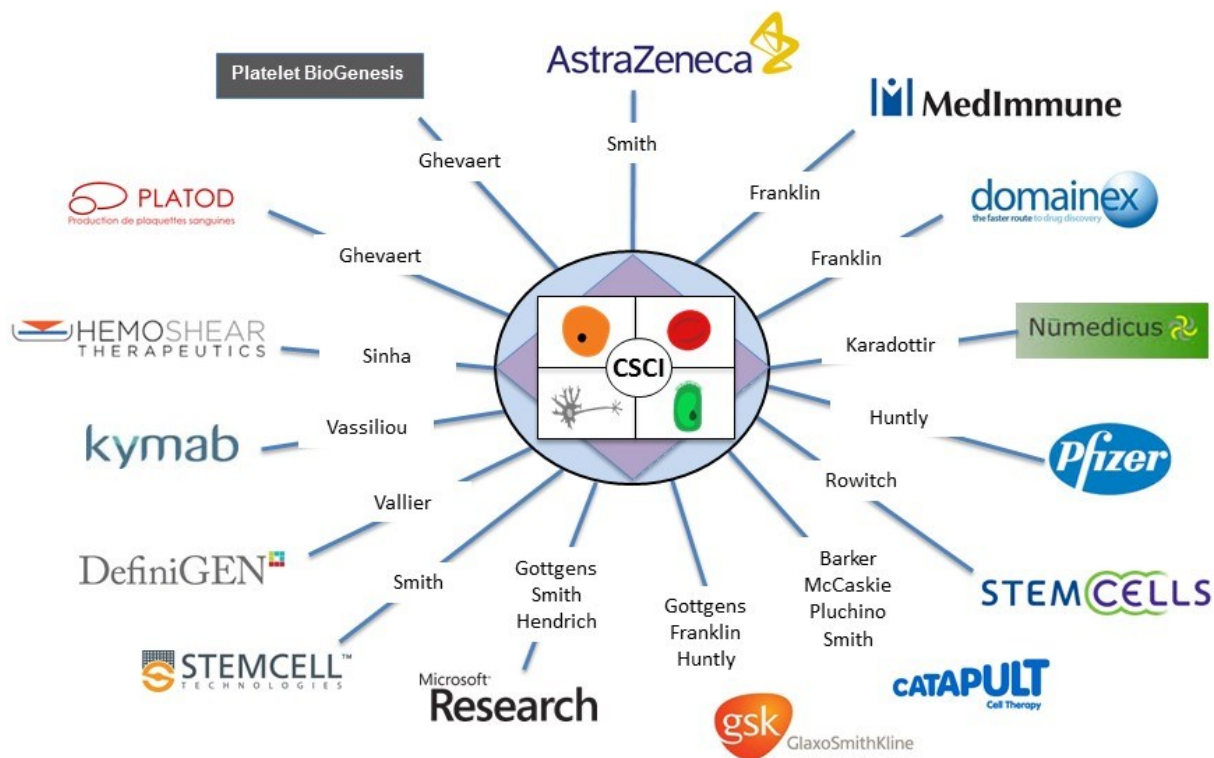 AstraZeneca
Platelet BioGenesis
MedImmune
Smith
Ghevaert
Franklin
PLATOD
Production de plaquettes sanguines
domainex
the faster route to drug discovery
Ghevaert
Franklin
HEMOSHEAR
THERAPEUTICS
Sinha
CSCI
Karadottir
Nūmedicus
kymab
Vassiliou
Huntly
Pfizer
Vallier
Rowitch
DefiniGEN
Smith
Gottgens
Smith
Hendrich
Gottgens
Franklin
Huntly
Barker
McCaskie
Pluchino
Smith
STEMCELLS
STEMCELL™
TECHNOLOGIES
Microsoft®
Research
gsk
GlaxoSmithKline
CATAPULT
Cell Therapy